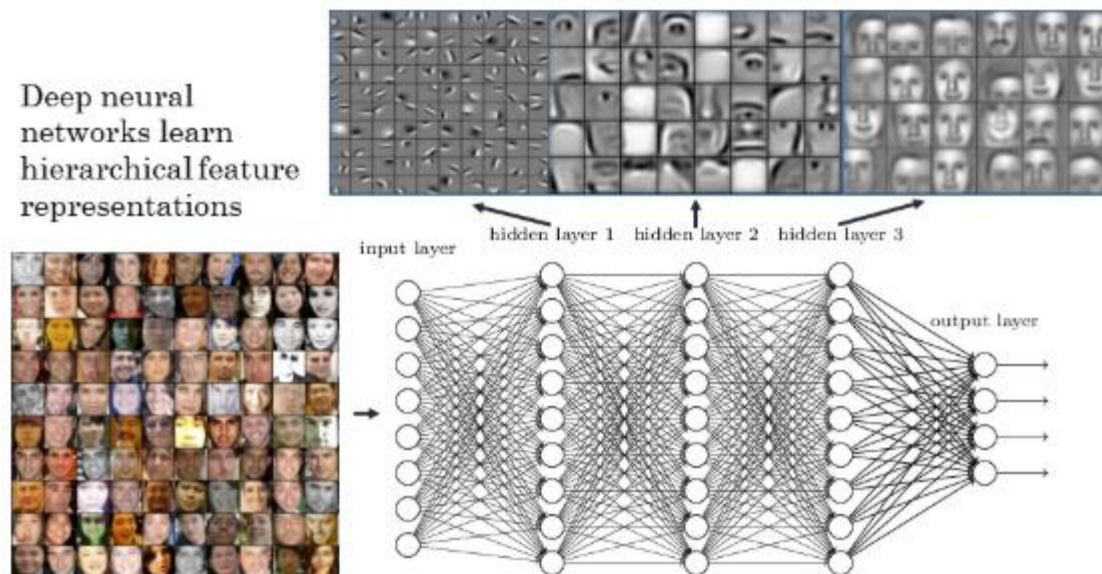 Deep neural
networks learn
hierarchical feature
representations
input layer
hidden layer 1
hidden layer 2
hidden layer 3
output layer